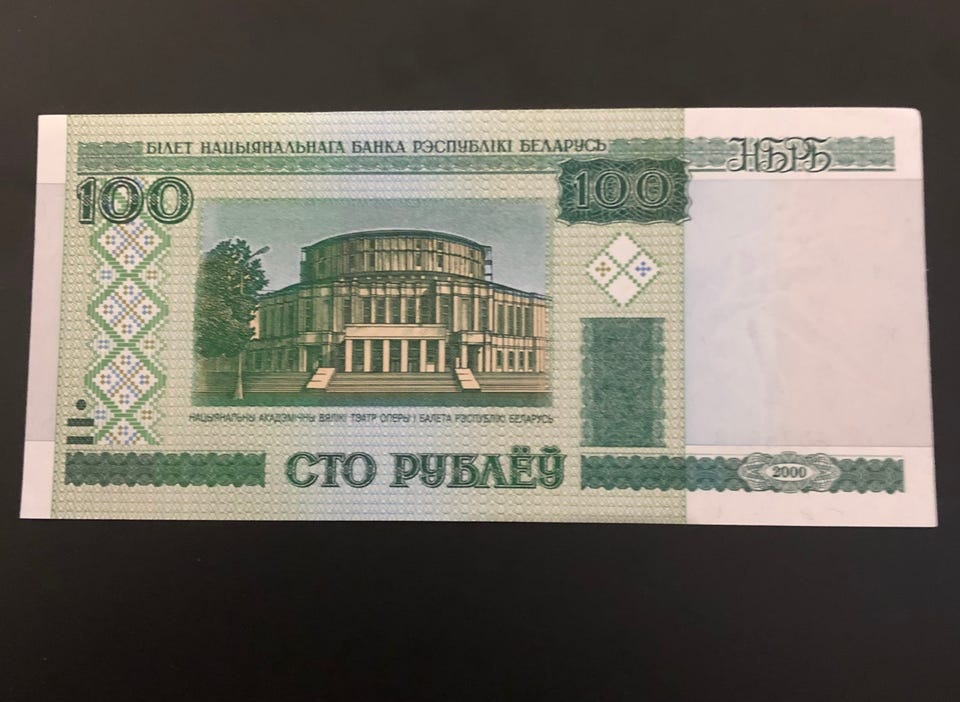 БІЛЕТ НАЦЫЯНАЛЬНАГА БАНКА РЭСПУБЛІКІ БЕЛАРУСЬ
НБРБ
100
100
НАЦЫЯНАЛЬНЫ АКАДЭМІЧНЫ ВЯЛІКІ ТЭАТР ОПЕРЫ І БАЛЕТА РЭСПУБЛІКІ БЕЛАРУСЬ
СТО РУБЛЁЎ
2000